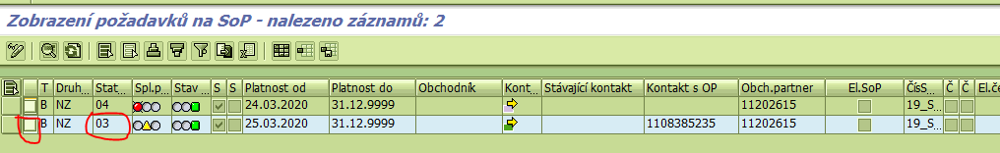 Zobrazení požadavků na SoP - nalezeno záznamů: 2
T Druh... Stat... Spl.p... Stav S S Platnost od Platnost do Obchodník Kont... Stávající kontakt Kontakt s OP Obch.partner El.SoP ČísS... Č Č El.če
B NZ 04 24.03.2020 31.12.9999 11202615 19_S...
B NZ 03 25.03.2020 31.12.9999 1108385235 11202615 19_S...